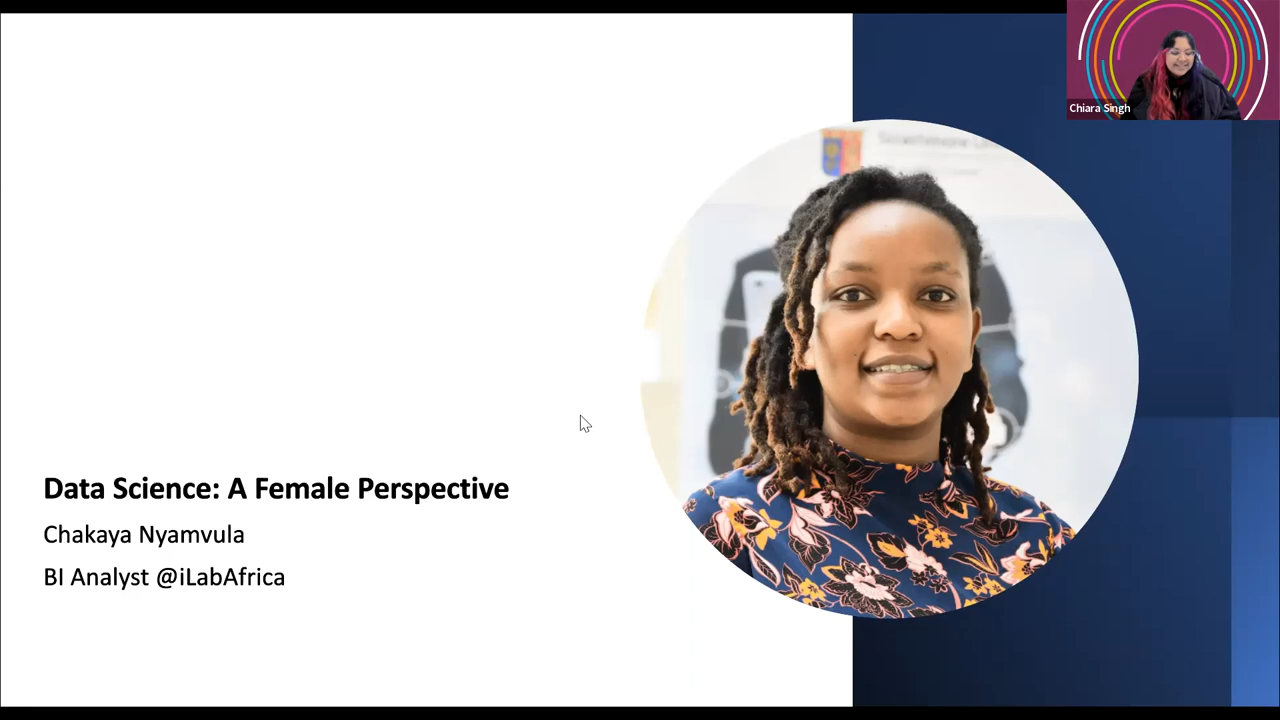 Chiara Singh
Data Science: A Female Perspective
Chakaya Nyamvula
BI Analyst @iLabAfrica